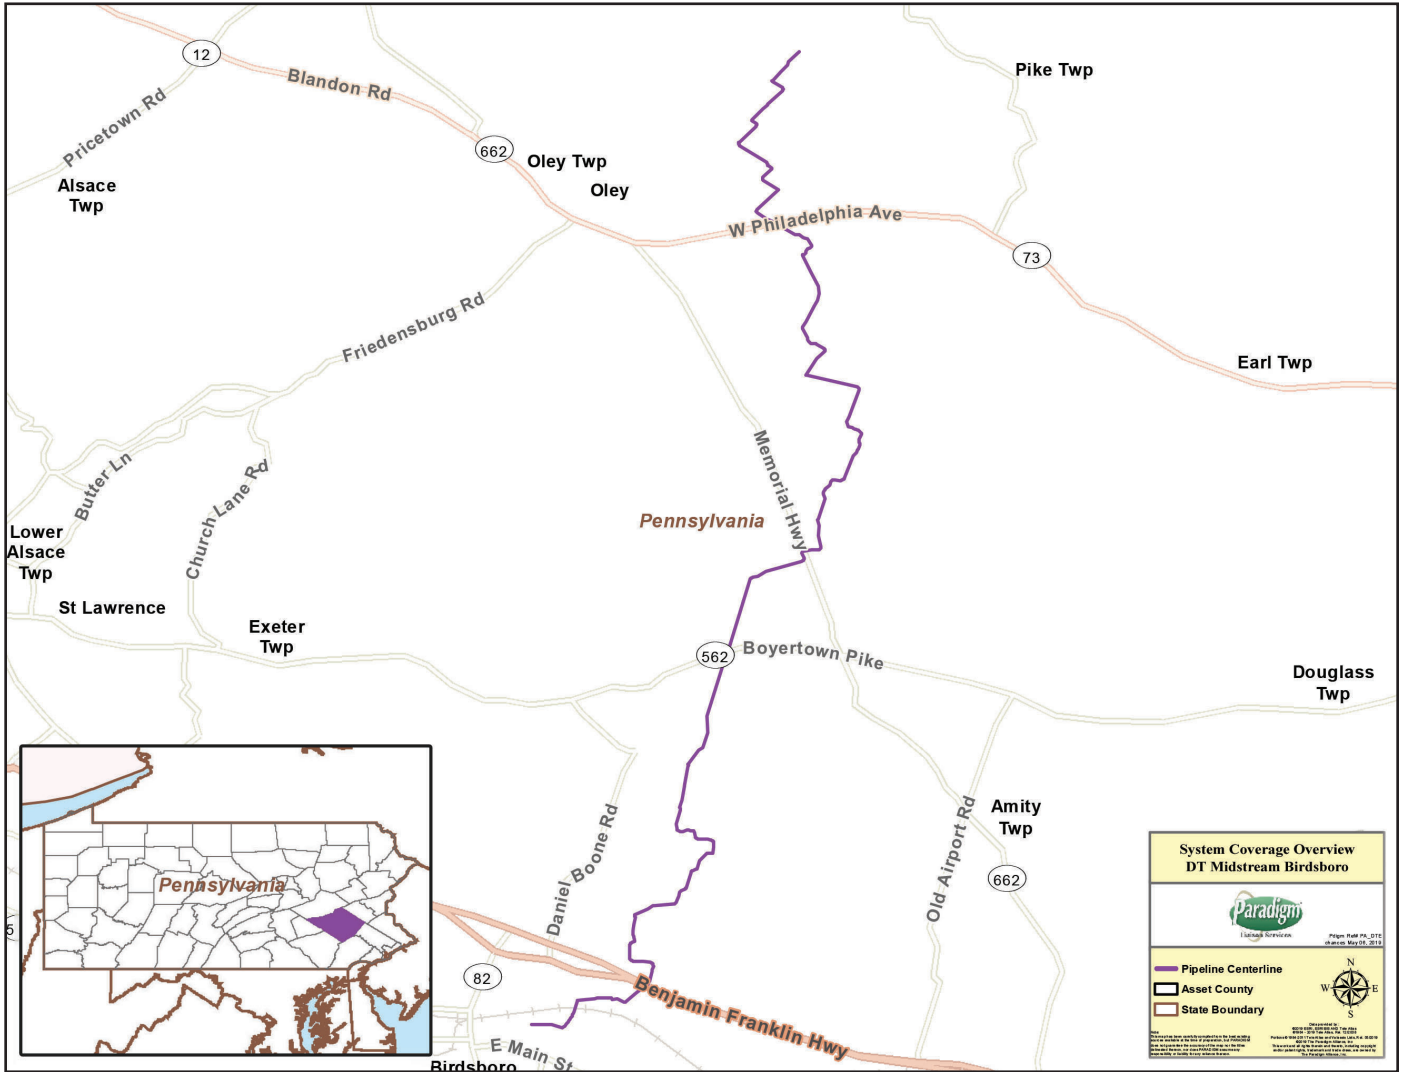 12
Blandon Rd
Pricetown Rd
662
Oley Twp
Oley
Pike Twp
Alsace
Twp
W Philadelphia Ave
73
Friedensburg Rd
Earl Twp
Memorial Hwy
Butter Ln
Church Lane Rd
Pennsylvania
Lower
Alsace
Twp
St Lawrence
Exeter
Twp
562
Boyertown Pike
Douglass
Twp
Daniel Boone Rd
Old Airport Rd
Amity
Twp
662
Pennsylvania
5
82
Benjamin Franklin Hwy
E Main St
Birdsboro
System Coverage Overview
DT Midstream Birdsboro
Paradigm
Liaison Services
Pipeline Centerline
Asset County
State Boundary
N
W
E
S